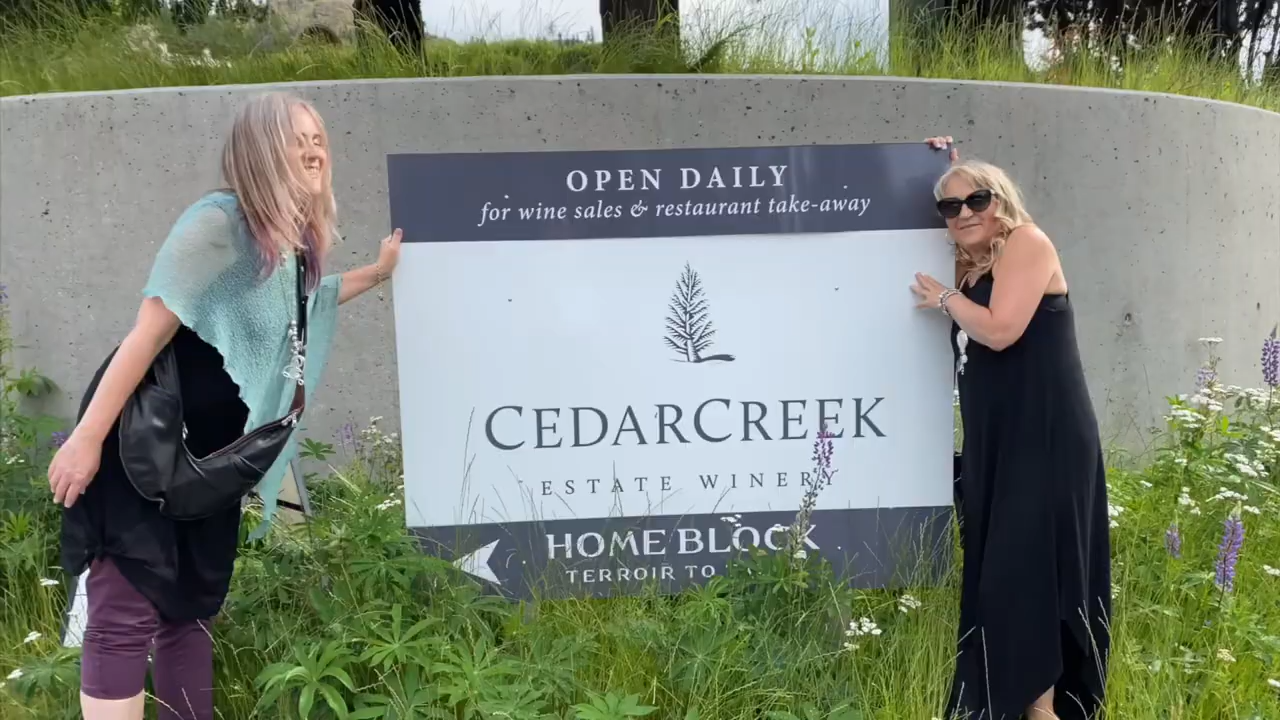 OPEN DAILY
for wine sales & restaurant take-away
CEDARCREEK
ESTATE WINERY
HOME BLOCK
TERROIR TO